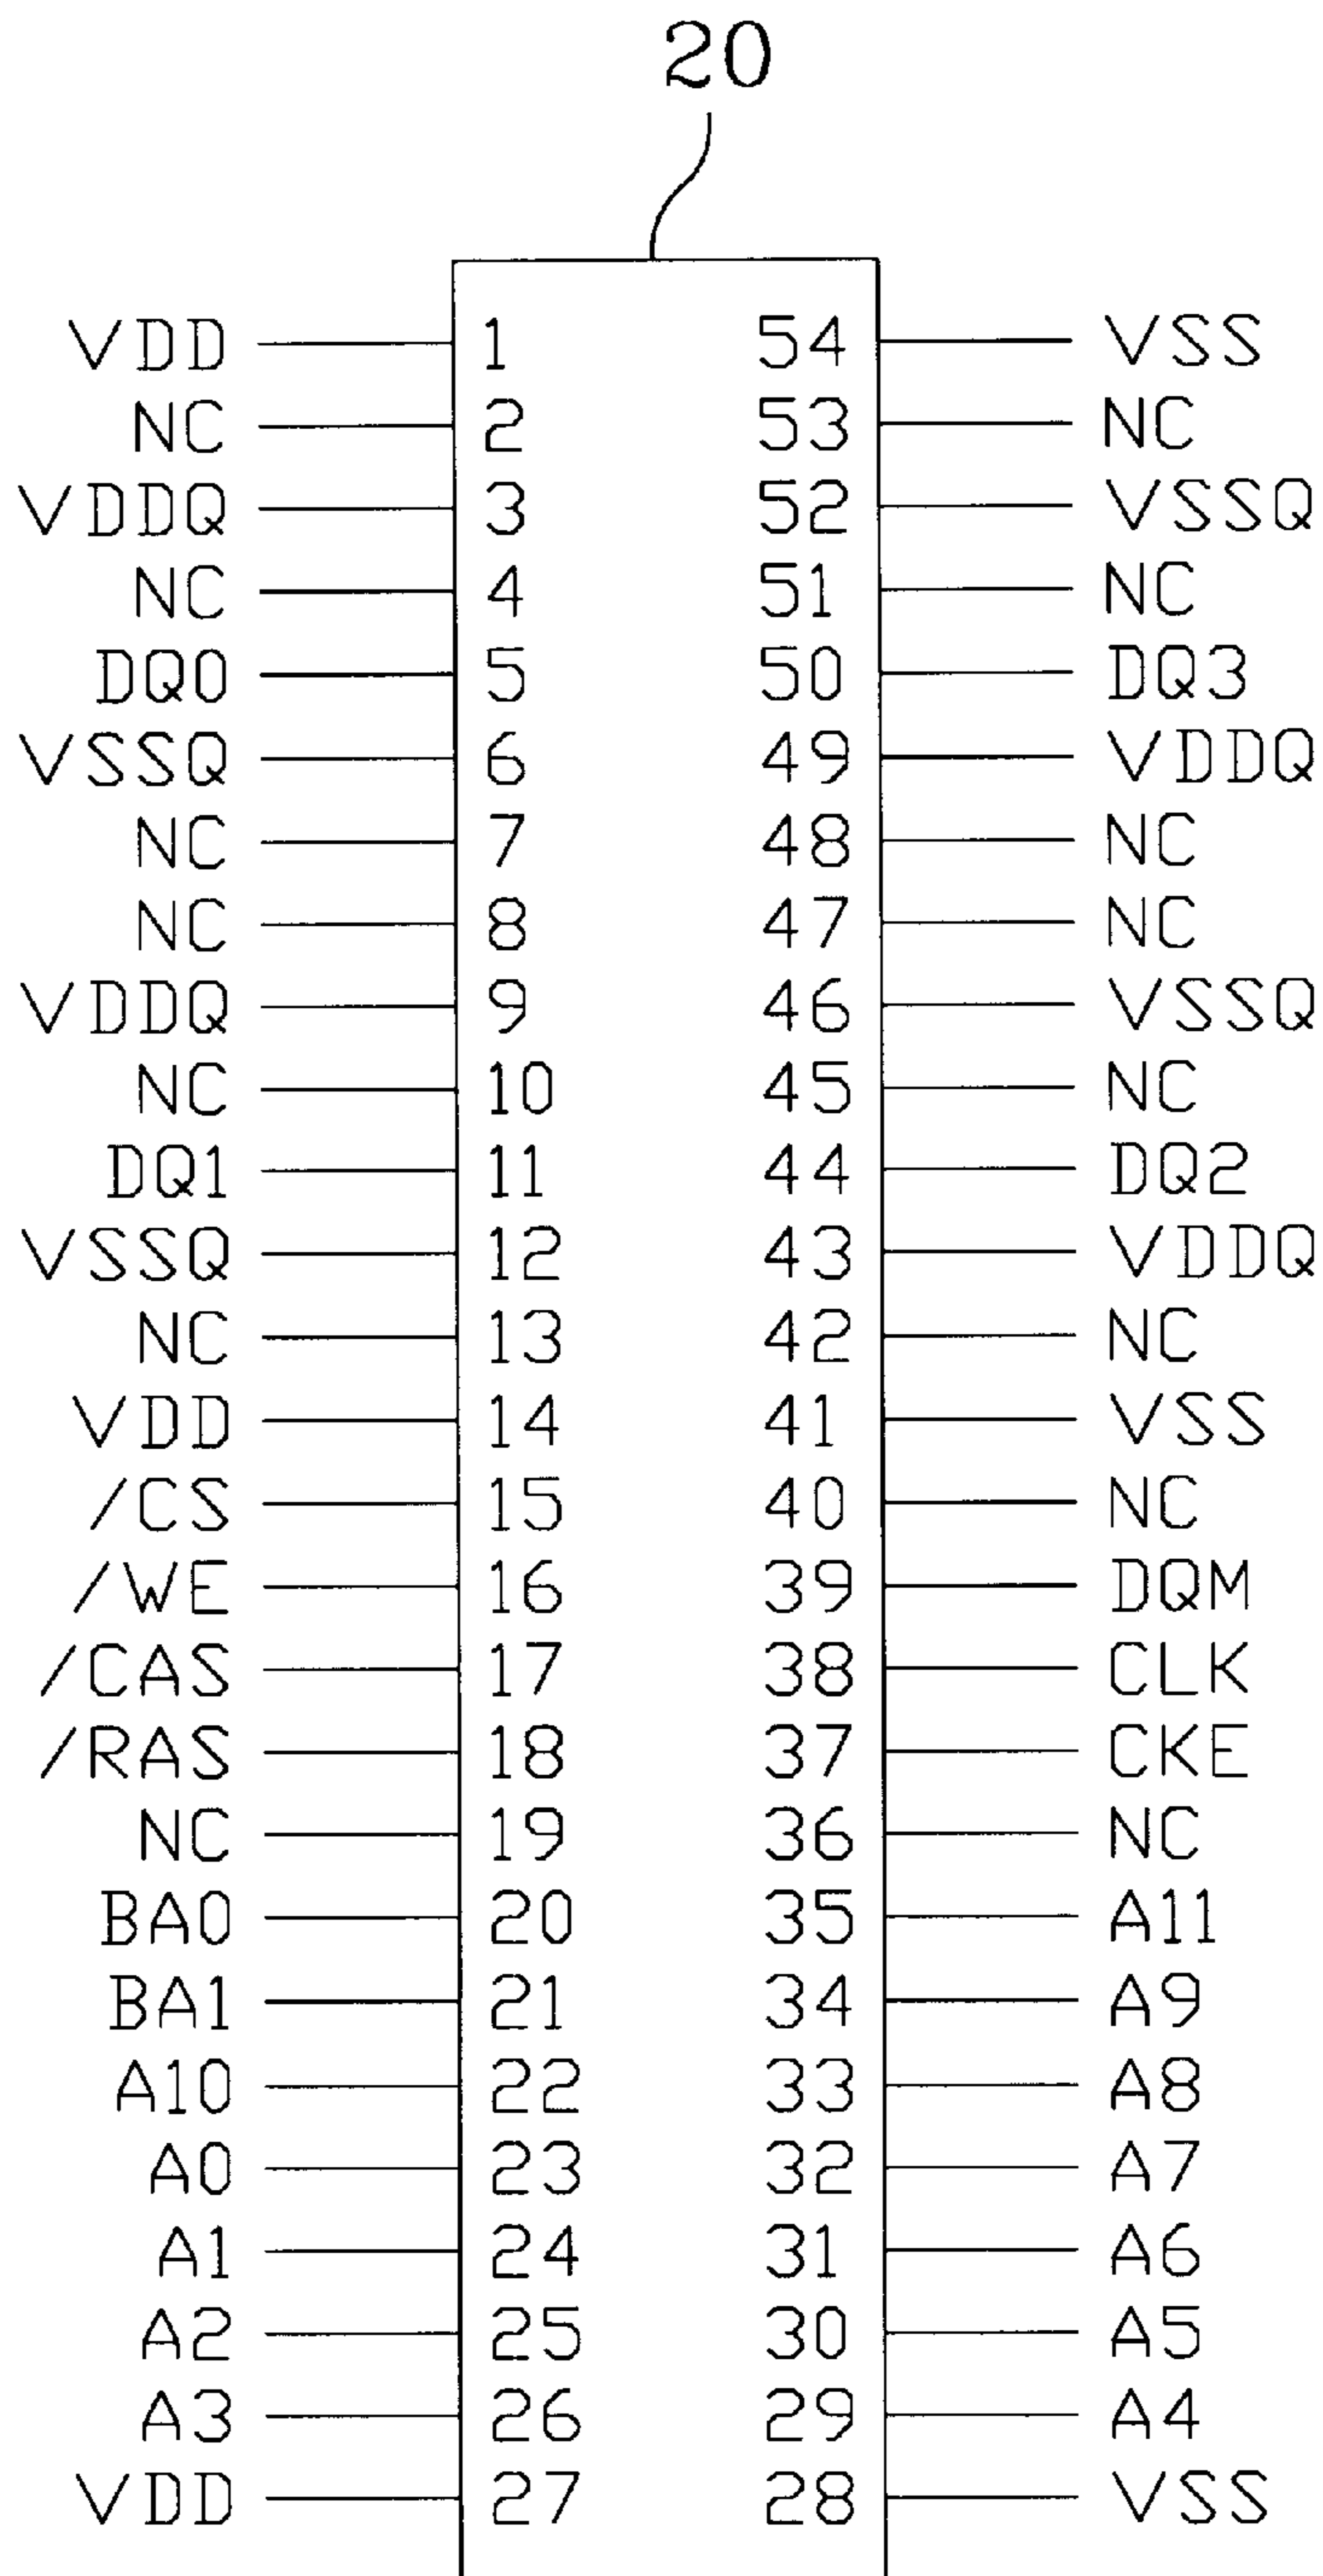 20
VDD 1 54 VSS
NC 2 53 NC
VDDQ 3 52 VSSQ
NC 4 51 NC
DQ0 5 50 DQ3
VSSQ 6 49 VDDQ
NC 7 48 NC
NC 8 47 NC
VDDQ 9 46 VSSQ
NC 10 45 NC
DQ1 11 44 DQ2
VSSQ 12 43 VDDQ
NC 13 42 NC
VDD 14 41 VSS
/CS 15 40 NC
/WE 16 39 DQM
/CAS 17 38 CLK
/RAS 18 37 CKE
NC 19 36 NC
BA0 20 35 A11
BA1 21 34 A9
A10 22 33 A8
A0 23 32 A7
A1 24 31 A6
A2 25 30 A5
A3 26 29 A4
VDD 27 28 VSS